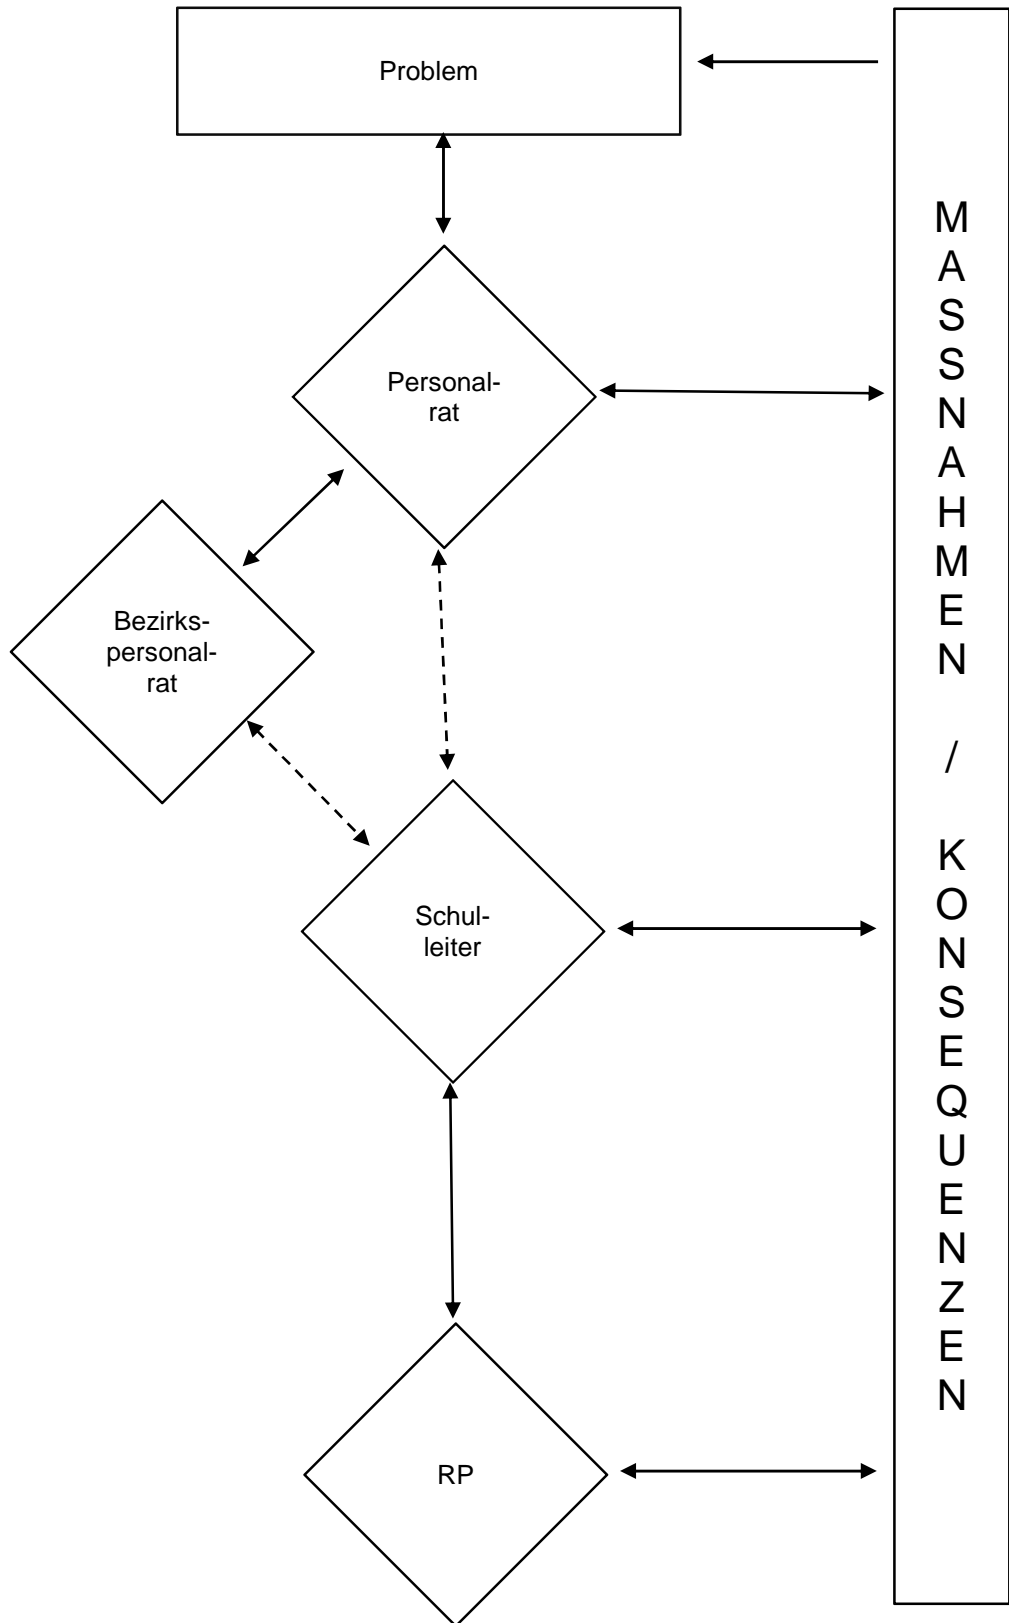 Problem
Personal-
rat
Bezirks-
personal-
rat
Schul-
leiter
RP
M
A
S
S
N
A
H
M
E
N
/
K
O
N
S
E
Q
U
E
N
Z
E
N